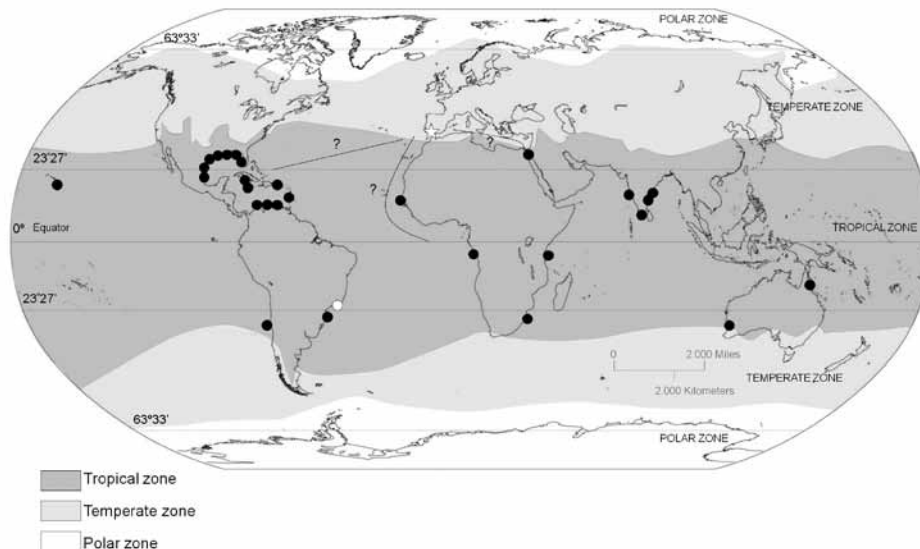 POLAR ZONE
63°33'
TEMPERATE ZONE
?
?
23°27'
?
0° Equator
TROPICAL ZONE
23°27'
0 2 000 Miles
2 000 Kilometers
TEMPERATE ZONE
63°33'
POLAR ZONE
Tropical zone
Temperate zone
Polar zone